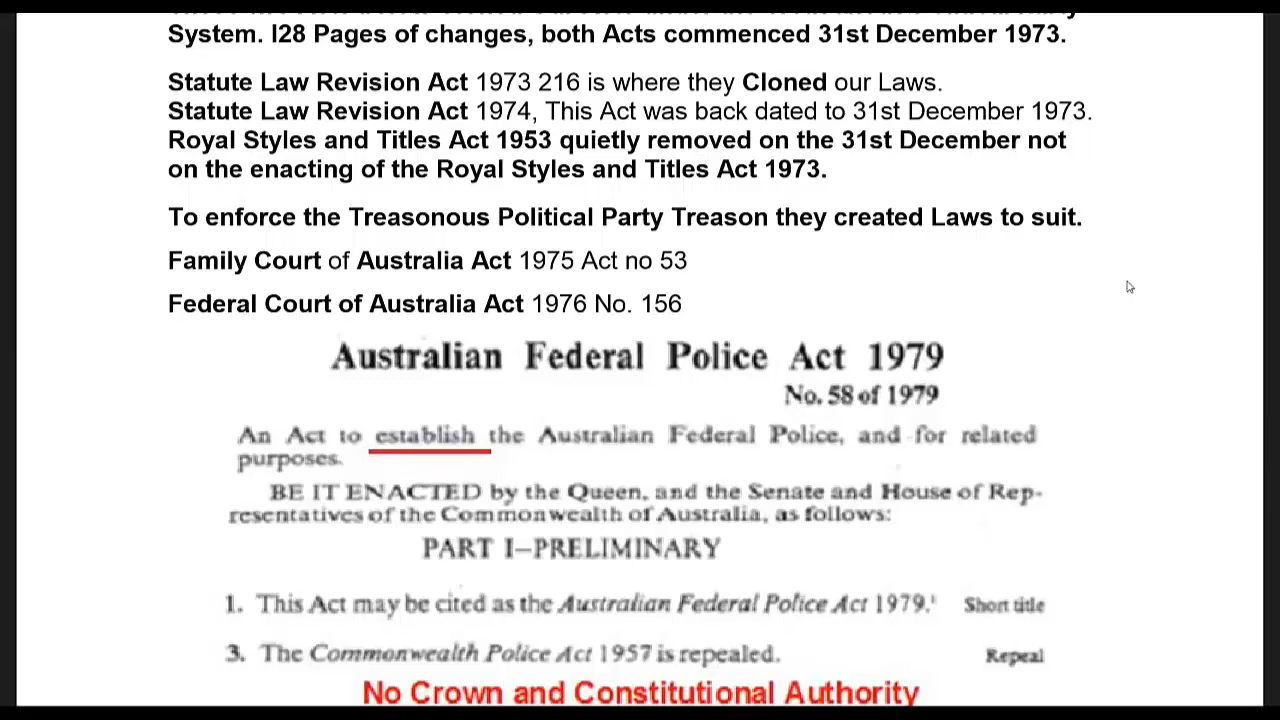 System. I28 Pages of changes, both Acts commenced 31st December 1973.
Statute Law Revision Act 1973 216 is where they Cloned our Laws.
Statute Law Revision Act 1974, This Act was back dated to 31st December 1973.
Royal Styles and Titles Act 1953 quietly removed on the 31st December not
on the enacting of the Royal Styles and Titles Act 1973.
To enforce the Treasonous Political Party Treason they created Laws to suit.
Family Court of Australia Act 1975 Act no 53
Federal Court of Australia Act 1976 No. 156
Australian Federal Police Act 1979
No. 58 of 1979
An Act to establish the Australian Federal Police, and for related
purposes.
BE IT ENACTED by the Queen, and the Senate and House of Rep-
resentatives of the Commonwealth of Australia, as follows:
PART I–PRELIMINARY
1. This Act may be cited as the Australian Federal Police Act 1979.¹ Short title
3. The Commonwealth Police Act 1957 is repealed. Repeal
No Crown and Constitutional Authority